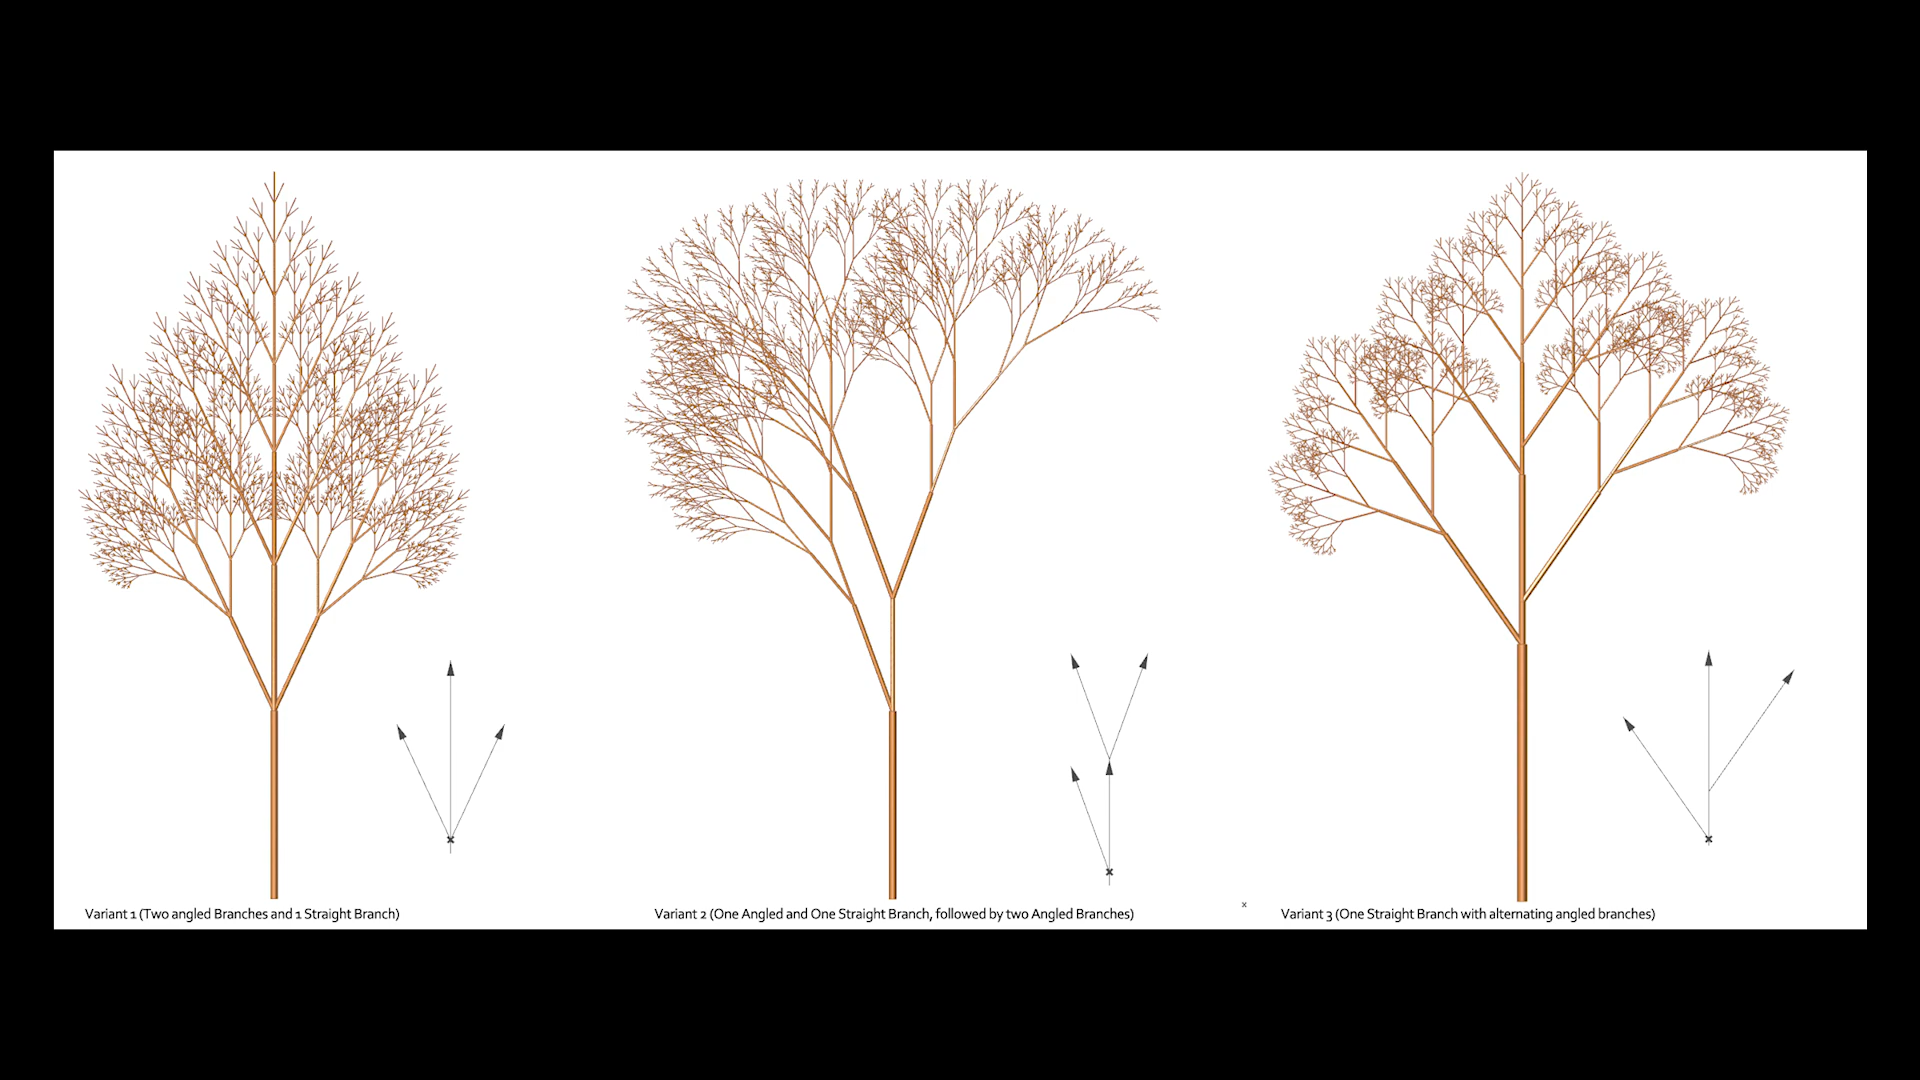 Variant 1 (Two angled Branches and 1 Straight Branch)
Variant 2 (One Angled and One Straight Branch, followed by two Angled Branches)
x
Variant 3 (One Straight Branch with alternating angled branches)